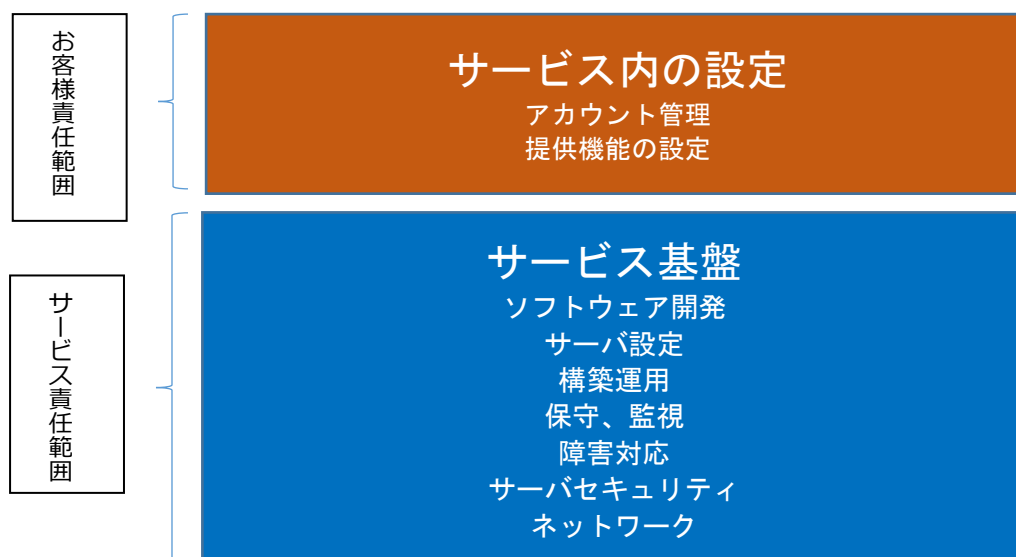 お客様責任範囲
サービス内の設定
アカウント管理
提供機能の設定
サービス責任範囲
サービス基盤
ソフトウェア開発
サーバ設定
構築運用
保守、監視
障害対応
サーバセキュリティ
ネットワーク